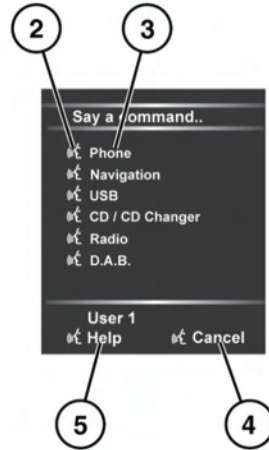 2 3
Say a command..
Phone
Navigation
USB
CD / CD Changer
Radio
D.A.B.
User 1
Help Cancel
5 4